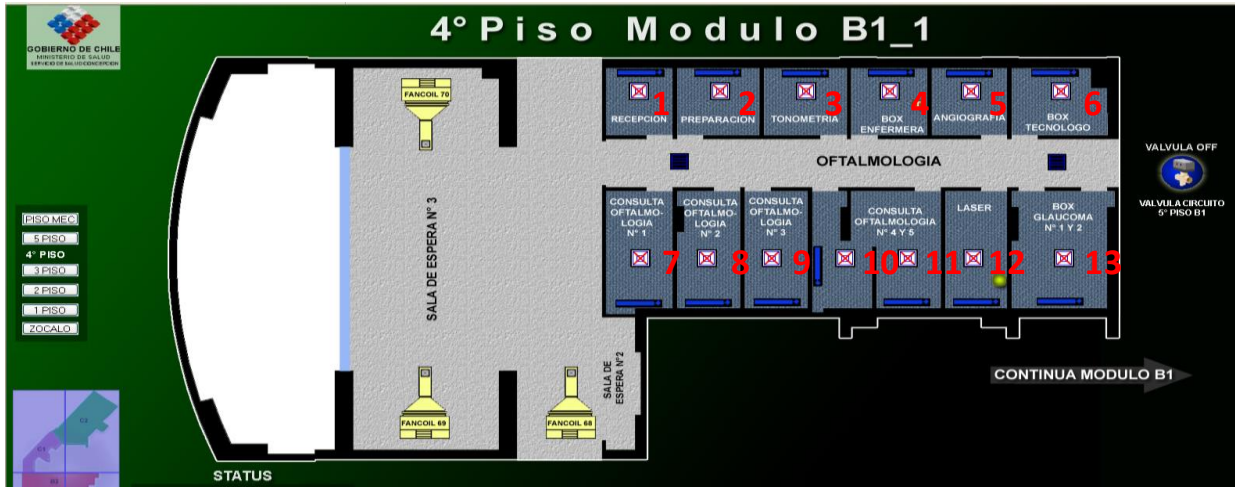 4° Piso Modulo B1_1
GOBIERNO DE CHILE
MINISTERIO DE SALUD
SERVICIO DE SALUD CONCEPCION
FANCOIL 70
1
RECEPCION
2
PREPARACION
3
TONOMETRIA
4
BOX
ENFERMERA
5
ANGIOGRAFIA
6
BOX
TECNOLOGO
OFTALMOLOGIA
VALVULA OFF
VALVULA CIRCUITO
5° PISO B1
PISO MEC
5 PISO
4° PISO
3 PISO
2 PISO
1 PISO
ZOCALO
SALA DE ESPERA N° 3
CONSULTA
OFTALMO-
LOGIA
N° 1
7
CONSULTA
OFTALMO-
LOGIA
N° 2
8
CONSULTA
OFTALMO-
LOGIA
N° 3
9
10
CONSULTA
OFTALMOLOGIA
N° 4 Y 5
11
LASER
12
BOX
GLAUCOMA
N° 1 Y 2
13
SALA DE
ESPERA N°2
FANCOIL 69
FANCOIL 68
CONTINUA MODULO B1
STATUS